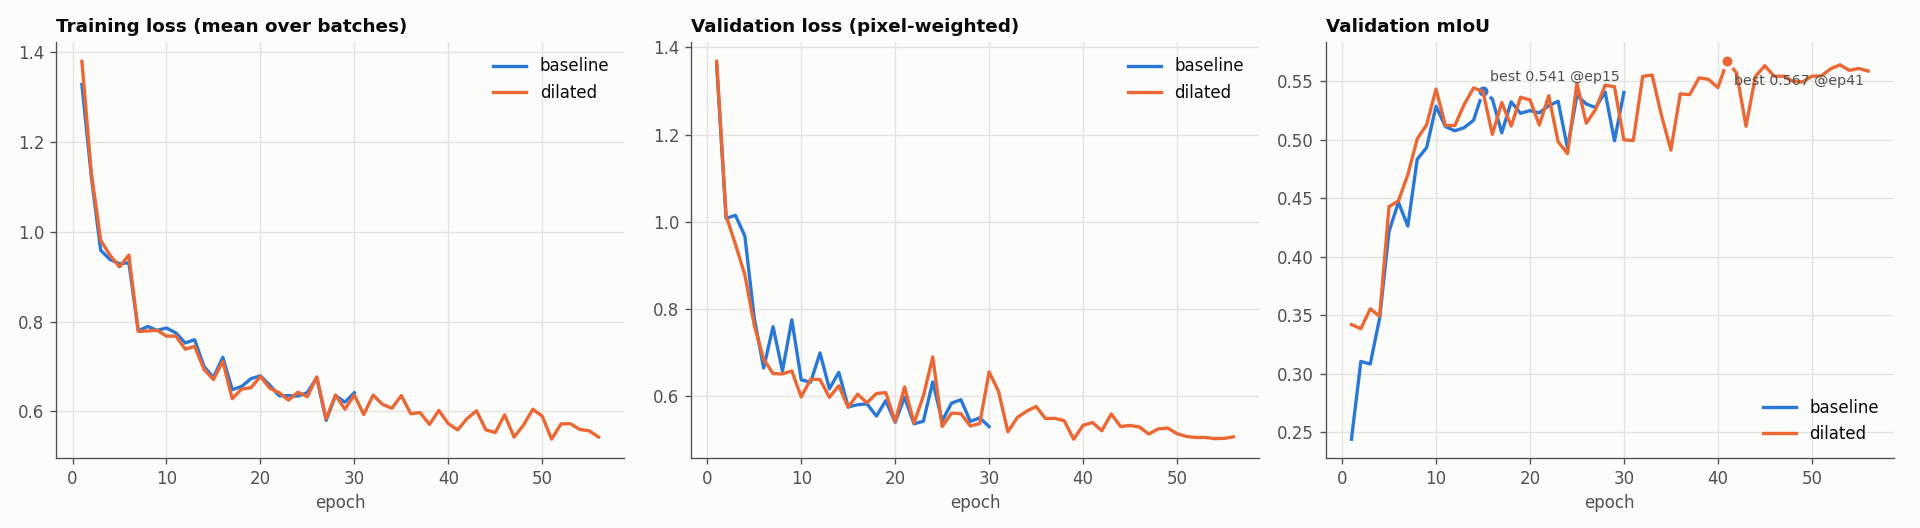 Training loss (mean over batches)
1.4
1.2
1.0
0.8
0.6
0
10
20
30
40
50
epoch
baseline
dilated
Validation loss (pixel-weighted)
1.4
1.2
1.0
0.8
0.6
0
10
20
30
40
50
epoch
baseline
dilated
Validation mIoU
0.55
0.50
0.45
0.40
0.35
0.30
0.25
0
10
20
30
40
50
epoch
best 0.541 @ep15
best 0.567 @ep41
baseline
dilated